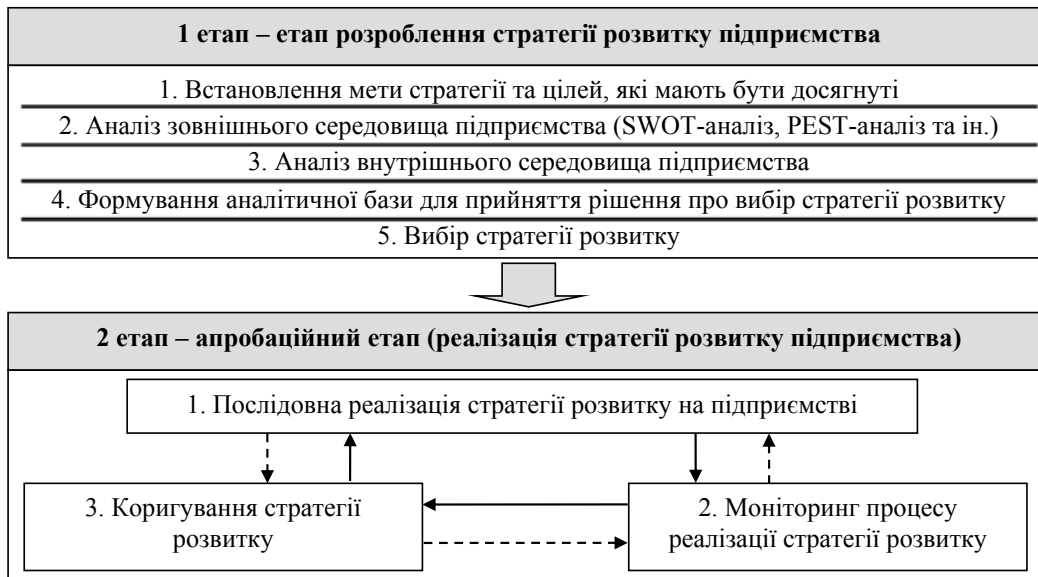 1 етап – етап розроблення стратегії розвитку підприємства
1. Встановлення мети стратегії та цілей, які мають бути досягнуті
2. Аналіз зовнішнього середовища підприємства (SWOT-аналіз, PEST-аналіз та ін.)
3. Аналіз внутрішнього середовища підприємства
4. Формування аналітичної бази для прийняття рішення про вибір стратегії розвитку
5. Вибір стратегії розвитку
2 етап – апробаційний етап (реалізація стратегії розвитку підприємства)
1. Послідовна реалізація стратегії розвитку на підприємстві
3. Коригування стратегії
розвитку
2. Моніторинг процесу
реалізації стратегії розвитку